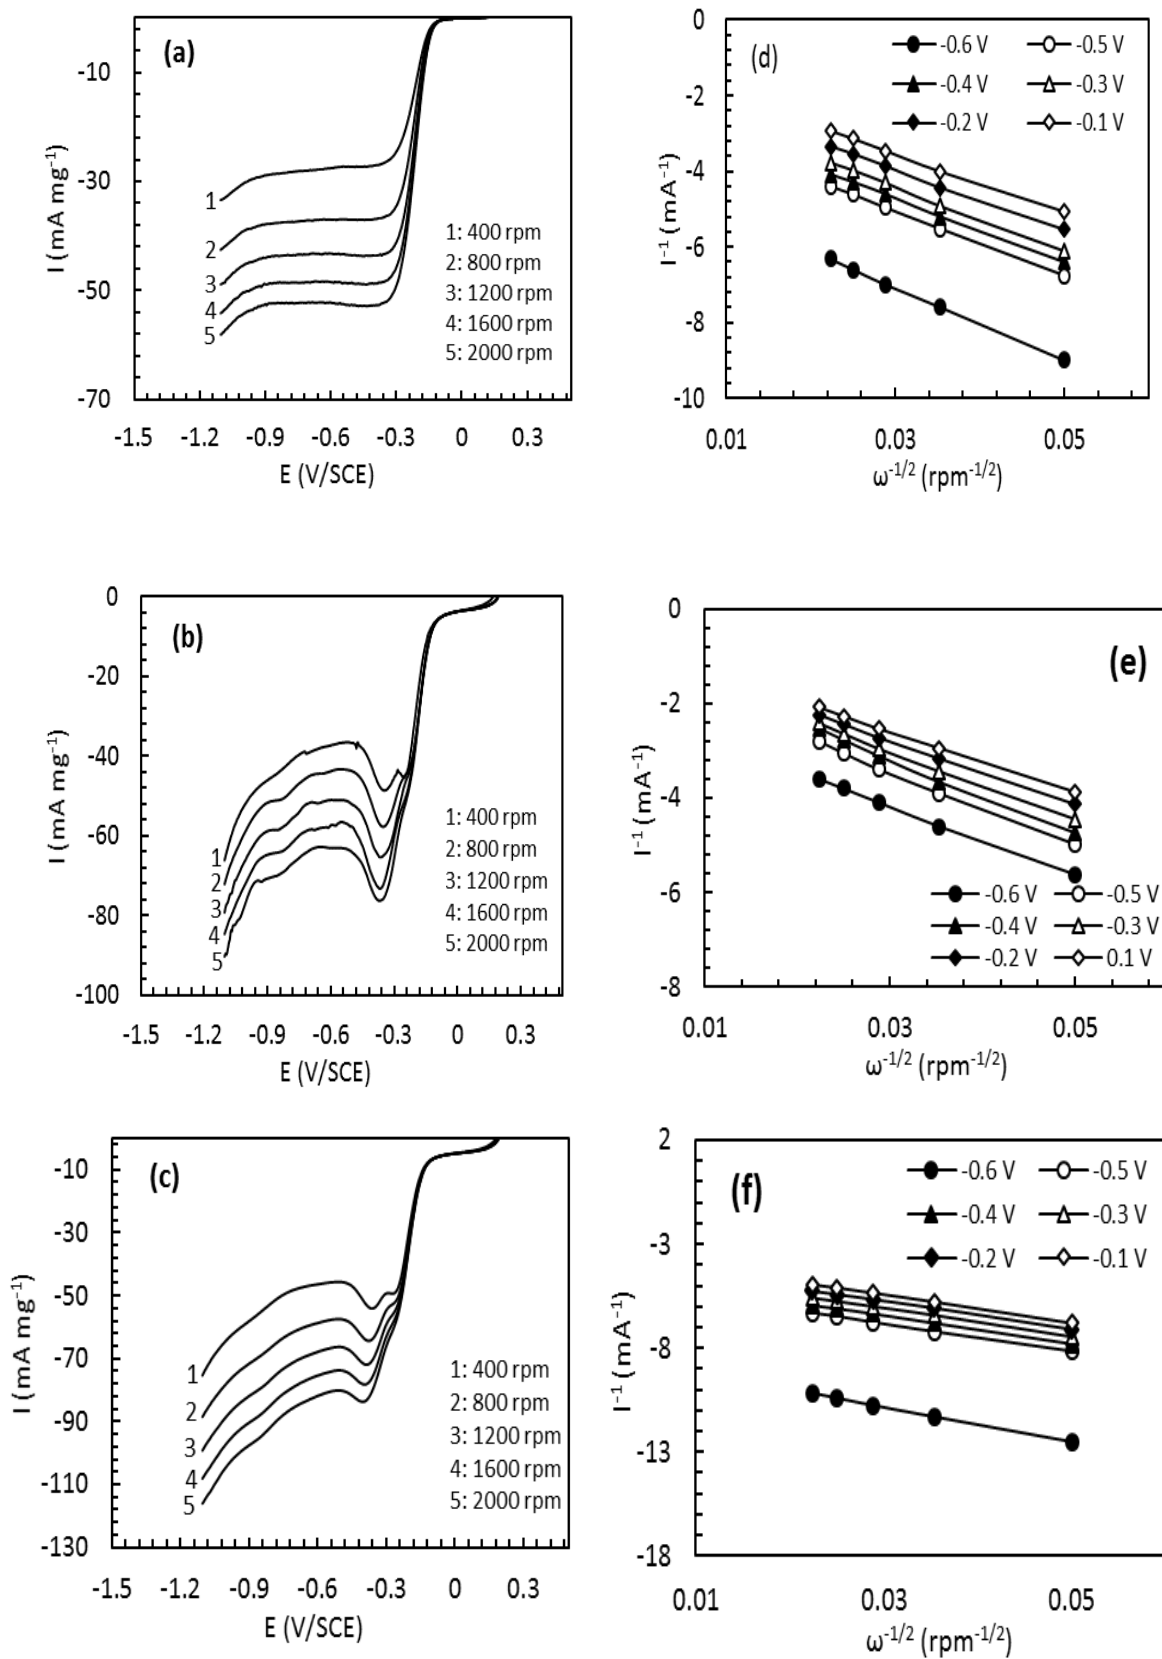 (a)
-10
-30
-50
-70
I (mA mg⁻¹)
1
2
3
4
5
1: 400 rpm
2: 800 rpm
3: 1200 rpm
4: 1600 rpm
5: 2000 rpm
-1.5 -1.2 -0.9 -0.6 -0.3 0 0.3
E (V/SCE)
(d)
0
-2
-4
-6
-8
-10
I⁻¹ (mA⁻¹)
-0.6 V -0.5 V
-0.4 V -0.3 V
-0.2 V -0.1 V
0.01 0.03 0.05
ω⁻¹/² (rpm⁻¹/²)
(b)
0
-20
-40
-60
-80
-100
I (mA mg⁻¹)
1
2
3
4
5
1: 400 rpm
2: 800 rpm
3: 1200 rpm
4: 1600 rpm
5: 2000 rpm
-1.5 -1.2 -0.9 -0.6 -0.3 0 0.3
E (V/SCE)
(e)
0
-2
-4
-6
-8
I⁻¹ (mA⁻¹)
-0.6 V -0.5 V
-0.4 V -0.3 V
-0.2 V 0.1 V
0.01 0.03 0.05
ω⁻¹/² (rpm⁻¹/²)
(c)
-10
-30
-50
-70
-90
-110
-130
I (mA mg⁻¹)
1
2
3
4
5
1: 400 rpm
2: 800 rpm
3: 1200 rpm
4: 1600 rpm
5: 2000 rpm
-1.5 -1.2 -0.9 -0.6 -0.3 0 0.3
E (V/SCE)
(f)
2
-3
-8
-13
-18
I⁻¹ (mA⁻¹)
-0.6 V -0.5 V
-0.4 V -0.3 V
-0.2 V -0.1 V
0.01 0.03 0.05
ω⁻¹/² (rpm⁻¹/²)